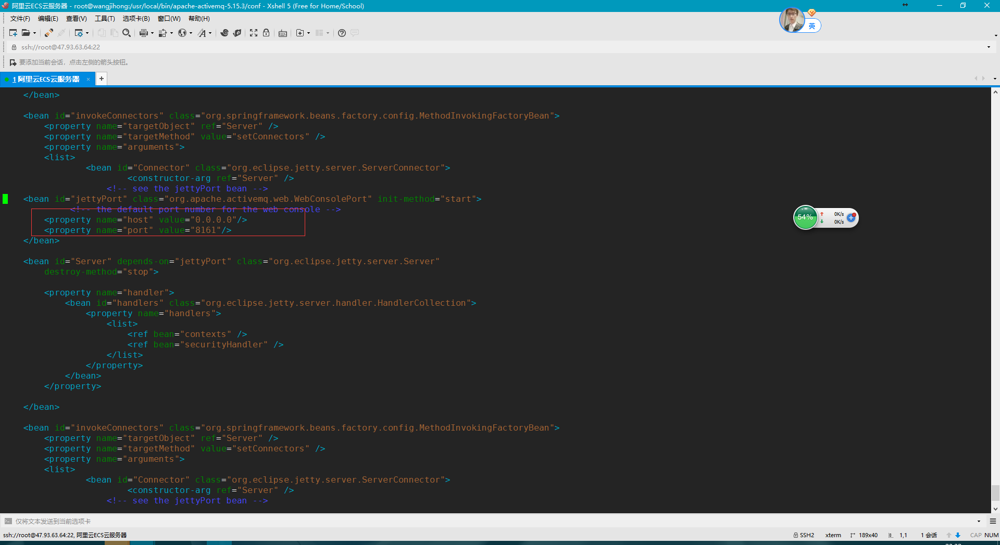 阿里云ECS云服务器 - root@wangjihong:/usr/local/bin/apache-activemq-5.15.3/conf - Xshell 5 (Free for Home/School)
文件(F) 编辑(E) 查看(V) 工具(T) 选项卡(B) 窗口(W) 帮助(H)
英
ssh://root@47.93.63.64:22
要添加当前会话，点击左侧的箭头按钮。
1 阿里云ECS云服务器 × +
</bean>
<bean id="invokeConnectors" class="org.springframework.beans.factory.config.MethodInvokingFactoryBean">
<property name="targetObject" ref="Server" />
<property name="targetMethod" value="setConnectors" />
<property name="arguments">
<list>
<bean id="Connector" class="org.eclipse.jetty.server.ServerConnector">
<constructor-arg ref="Server" />
<!-- see the jettyPort bean -->
<bean id="jettyPort" class="org.apache.activemq.web.WebConsolePort" init-method="start">
<!-- the default port number for the web console -->
<property name="host" value="0.0.0.0"/>
<property name="port" value="8161"/>
</bean>
54% 0K/s
0K/s
<bean id="Server" depends-on="jettyPort" class="org.eclipse.jetty.server.Server"
destroy-method="stop">
<property name="handler">
<bean id="handlers" class="org.eclipse.jetty.server.handler.HandlerCollection">
<property name="handlers">
<list>
<ref bean="contexts" />
<ref bean="securityHandler" />
</list>
</property>
</bean>
</property>
</bean>
<bean id="invokeConnectors" class="org.springframework.beans.factory.config.MethodInvokingFactoryBean">
<property name="targetObject" ref="Server" />
<property name="targetMethod" value="setConnectors" />
<property name="arguments">
<list>
<bean id="Connector" class="org.eclipse.jetty.server.ServerConnector">
<constructor-arg ref="Server" />
<!-- see the jettyPort bean -->
仅将文本发送到当前选项卡
ssh://root@47.93.63.64:22, 阿里云ECS云服务器 SSH2 xterm 189x40 1,1 1 会话 CAP NUM